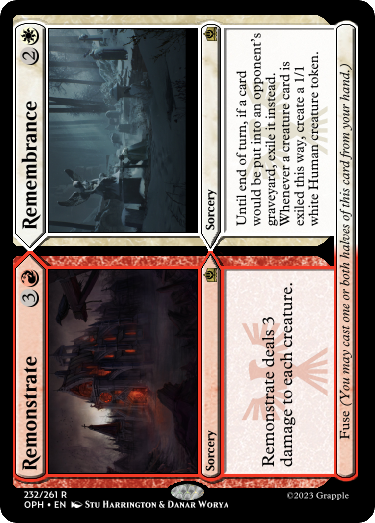 Remonstrate 3
Sorcery
Remonstrate deals 3
damage to each creature.
Remembrance 2
Sorcery
Until end of turn, if a card
would be put into an opponent's
graveyard, exile it instead.
Whenever a creature card is
exiled this way, create a 1/1
white Human creature token.
Fuse (You may cast one or both halves of this card from your hand.)
232/261 R
OPH • EN Stu Harrington & Danar Worya
©2023 Grapple